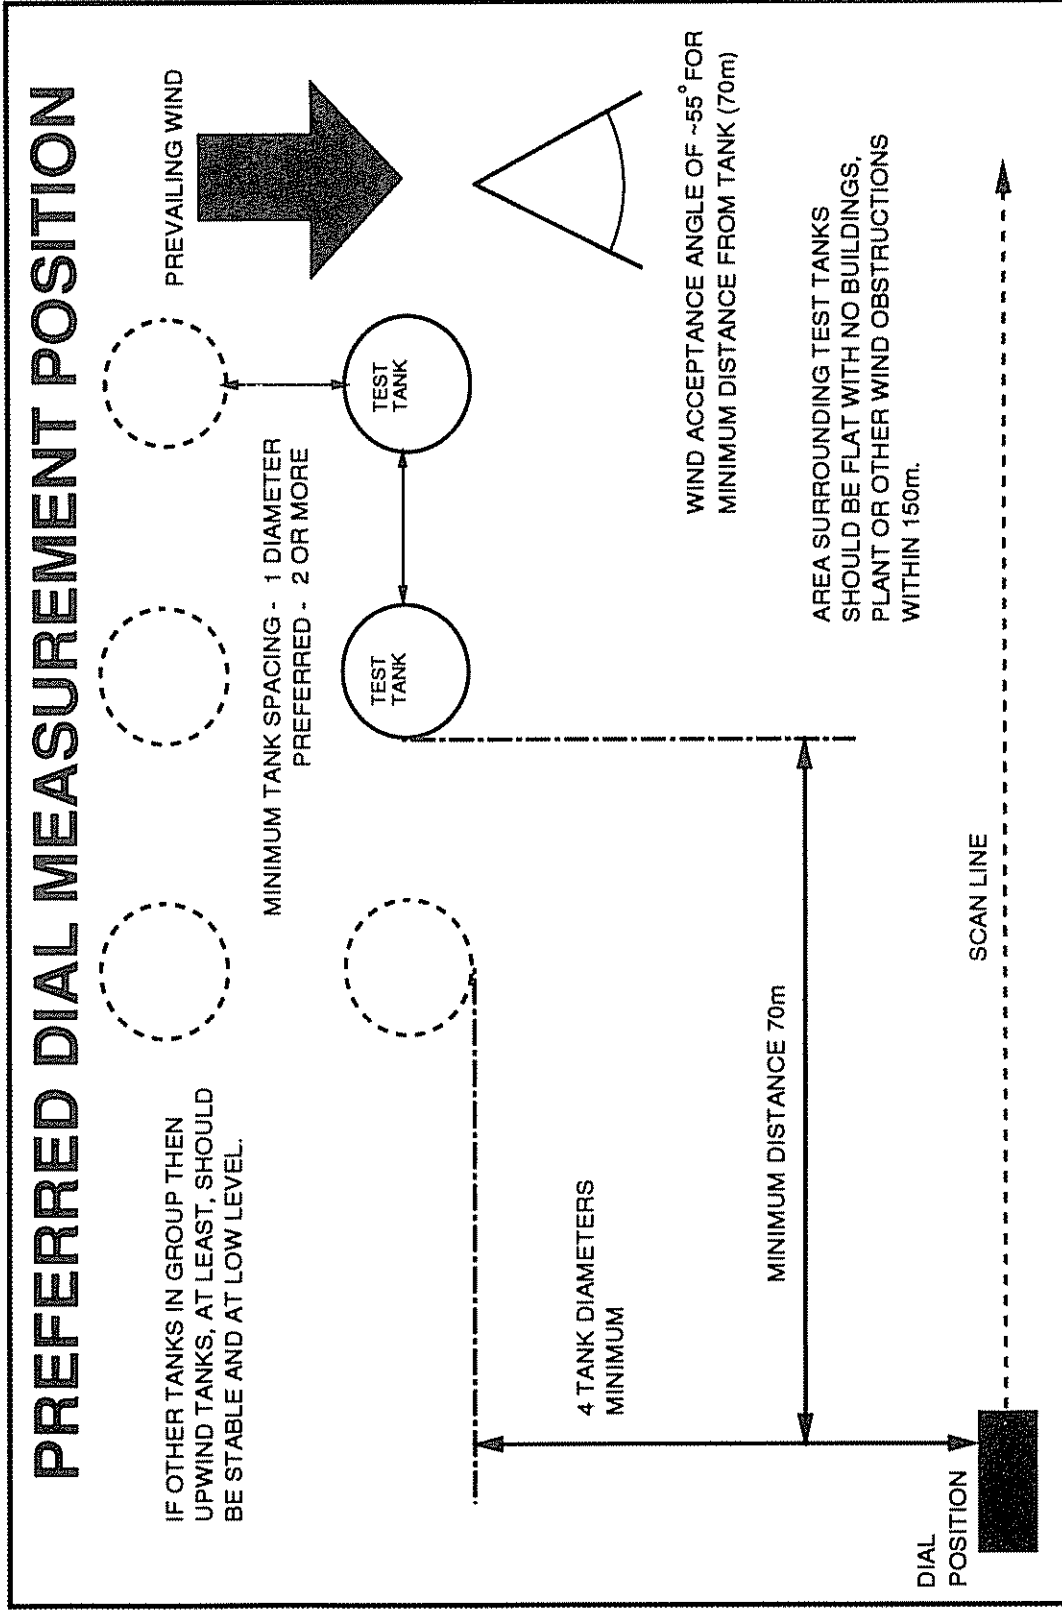 PREFERRED DIAL MEASUREMENT POSITION
IF OTHER TANKS IN GROUP THEN
UPWIND TANKS, AT LEAST, SHOULD
BE STABLE AND AT LOW LEVEL.
PREVAILING WIND
MINIMUM TANK SPACING - 1 DIAMETER
PREFERRED - 2 OR MORE
TEST
TANK
TEST
TANK
WIND ACCEPTANCE ANGLE OF ~55° FOR
MINIMUM DISTANCE FROM TANK (70m)
4 TANK DIAMETERS
MINIMUM
MINIMUM DISTANCE 70m
AREA SURROUNDING TEST TANKS
SHOULD BE FLAT WITH NO BUILDINGS,
PLANT OR OTHER WIND OBSTRUCTIONS
WITHIN 150m.
DIAL
POSITION
SCAN LINE